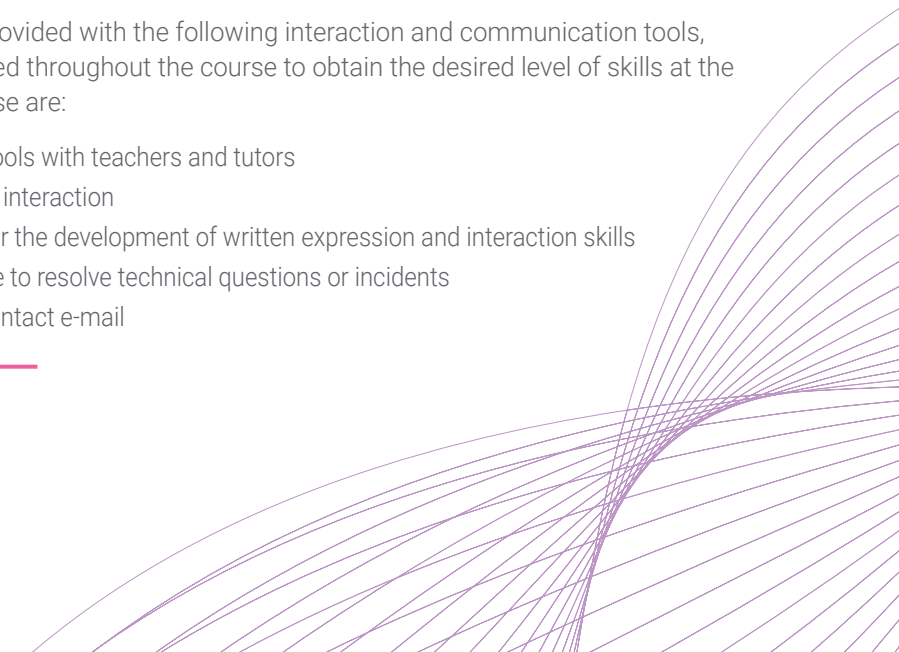 ovided with the following interaction and communication tools,
ed throughout the course to obtain the desired level of skills at the
se are:
ools with teachers and tutors
interaction
r the development of written expression and interaction skills
e to resolve technical questions or incidents
ntact e-mail